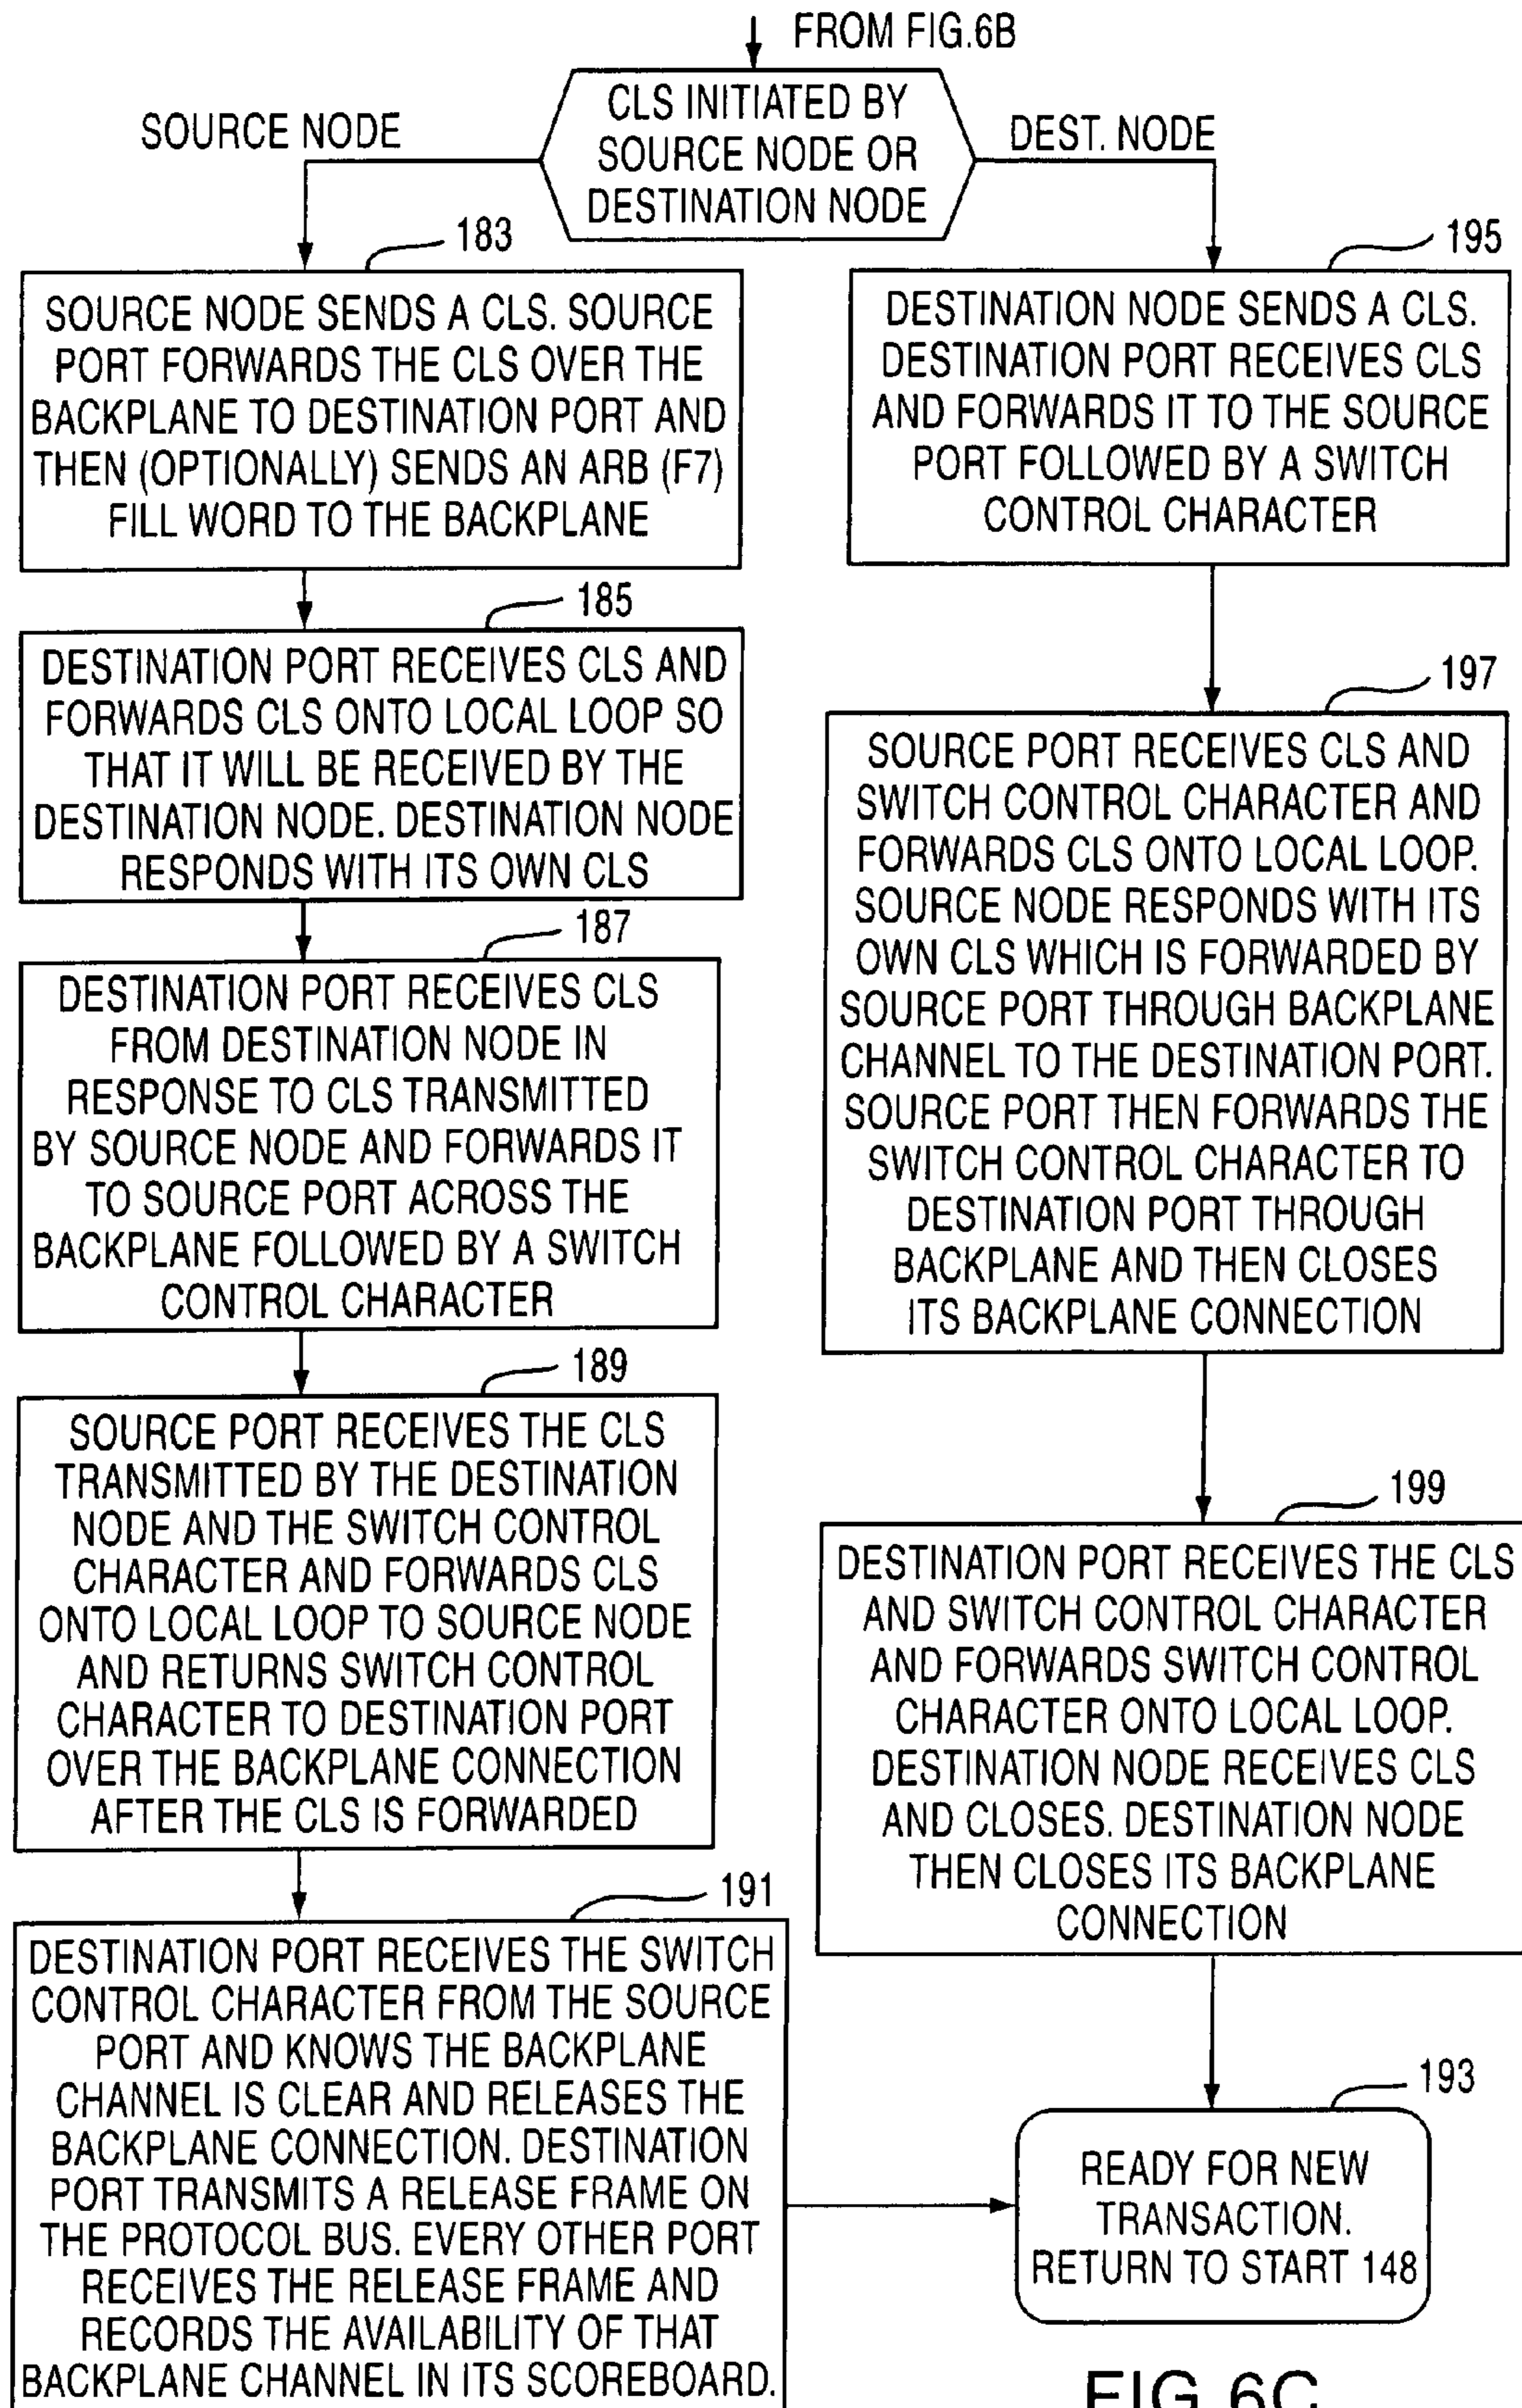 FROM FIG.6B
CLS INITIATED BY
SOURCE NODE OR
DESTINATION NODE
SOURCE NODE
DEST. NODE
183
SOURCE NODE SENDS A CLS. SOURCE
PORT FORWARDS THE CLS OVER THE
BACKPLANE TO DESTINATION PORT AND
THEN (OPTIONALLY) SENDS AN ARB (F7)
FILL WORD TO THE BACKPLANE
185
DESTINATION PORT RECEIVES CLS AND
FORWARDS CLS ONTO LOCAL LOOP SO
THAT IT WILL BE RECEIVED BY THE
DESTINATION NODE. DESTINATION NODE
RESPONDS WITH ITS OWN CLS
187
DESTINATION PORT RECEIVES CLS
FROM DESTINATION NODE IN
RESPONSE TO CLS TRANSMITTED
BY SOURCE NODE AND FORWARDS IT
TO SOURCE PORT ACROSS THE
BACKPLANE FOLLOWED BY A SWITCH
CONTROL CHARACTER
189
SOURCE PORT RECEIVES THE CLS
TRANSMITTED BY THE DESTINATION
NODE AND THE SWITCH CONTROL
CHARACTER AND FORWARDS CLS
ONTO LOCAL LOOP TO SOURCE NODE
AND RETURNS SWITCH CONTROL
CHARACTER TO DESTINATION PORT
OVER THE BACKPLANE CONNECTION
AFTER THE CLS IS FORWARDED
191
DESTINATION PORT RECEIVES THE SWITCH
CONTROL CHARACTER FROM THE SOURCE
PORT AND KNOWS THE BACKPLANE
CHANNEL IS CLEAR AND RELEASES THE
BACKPLANE CONNECTION. DESTINATION
PORT TRANSMITS A RELEASE FRAME ON
THE PROTOCOL BUS. EVERY OTHER PORT
RECEIVES THE RELEASE FRAME AND
RECORDS THE AVAILABILITY OF THAT
BACKPLANE CHANNEL IN ITS SCOREBOARD.
195
DESTINATION NODE SENDS A CLS.
DESTINATION PORT RECEIVES CLS
AND FORWARDS IT TO THE SOURCE
PORT FOLLOWED BY A SWITCH
CONTROL CHARACTER
197
SOURCE PORT RECEIVES CLS AND
SWITCH CONTROL CHARACTER AND
FORWARDS CLS ONTO LOCAL LOOP.
SOURCE NODE RESPONDS WITH ITS
OWN CLS WHICH IS FORWARDED BY
SOURCE PORT THROUGH BACKPLANE
CHANNEL TO THE DESTINATION PORT.
SOURCE PORT THEN FORWARDS THE
SWITCH CONTROL CHARACTER TO
DESTINATION PORT THROUGH
BACKPLANE AND THEN CLOSES
ITS BACKPLANE CONNECTION
199
DESTINATION PORT RECEIVES THE CLS
AND SWITCH CONTROL CHARACTER
AND FORWARDS SWITCH CONTROL
CHARACTER ONTO LOCAL LOOP.
DESTINATION NODE RECEIVES CLS
AND CLOSES. DESTINATION NODE
THEN CLOSES ITS BACKPLANE
CONNECTION
193
READY FOR NEW
TRANSACTION.
RETURN TO START 148
FIG.6C